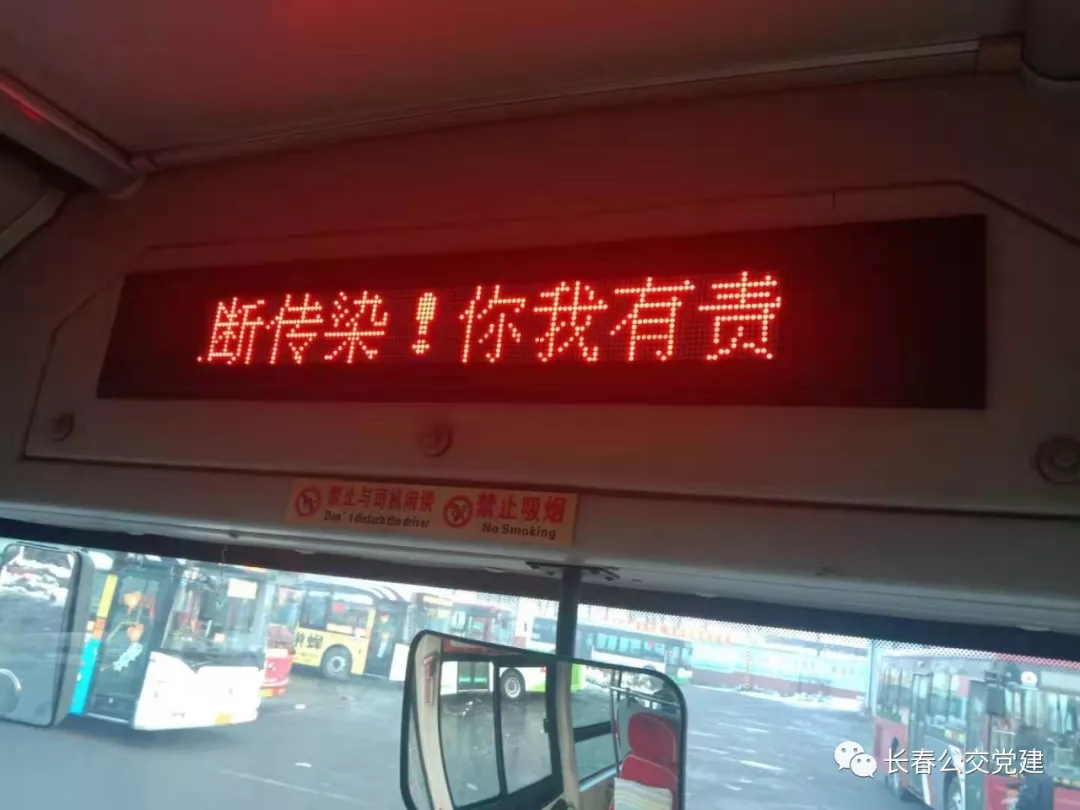 断传染！你我有责
禁止与司机闲谈
Don't disturb the driver
禁止吸烟
No Smoking
长春公交党建